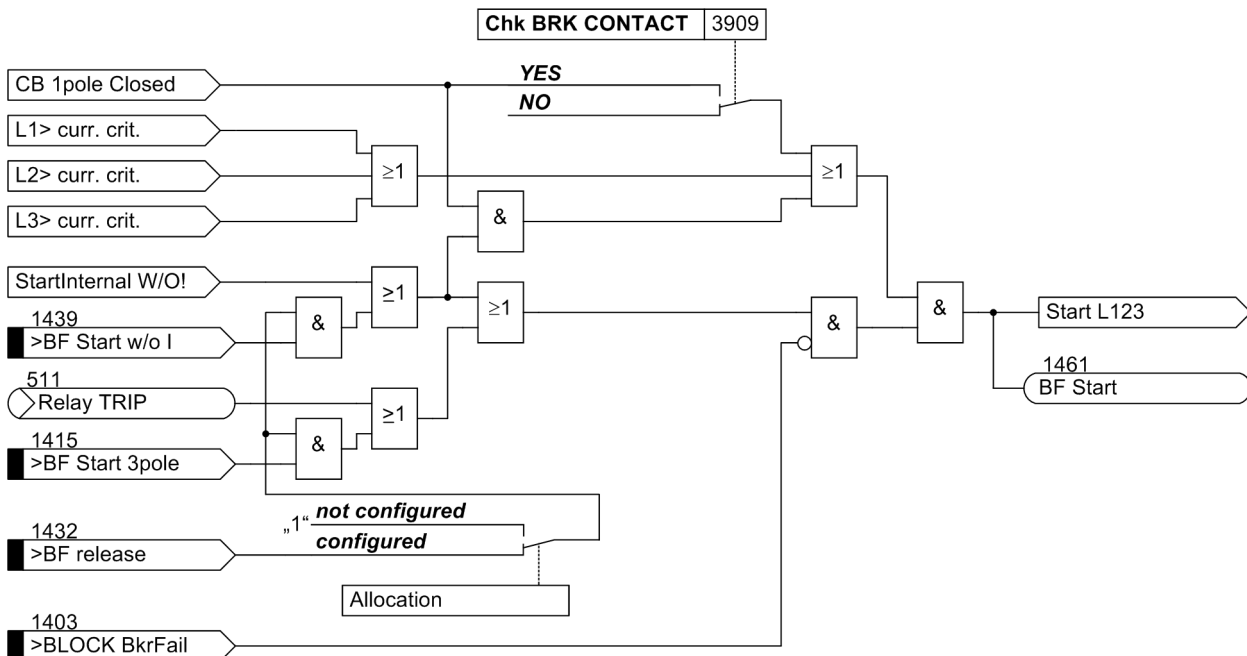 Chk BRK CONTACT 3909
CB 1pole Closed
YES
NO
L1> curr. crit.
L2> curr. crit.
L3> curr. crit.
≥1
≥1
&
StartInternal W/O!
≥1
≥1
&
&
&
1439
>BF Start w/o I
Start L123
1461
BF Start
511
Relay TRIP
≥1
&
1415
>BF Start 3pole
„1“
not configured
configured
1432
>BF release
Allocation
1403
>BLOCK BkrFail